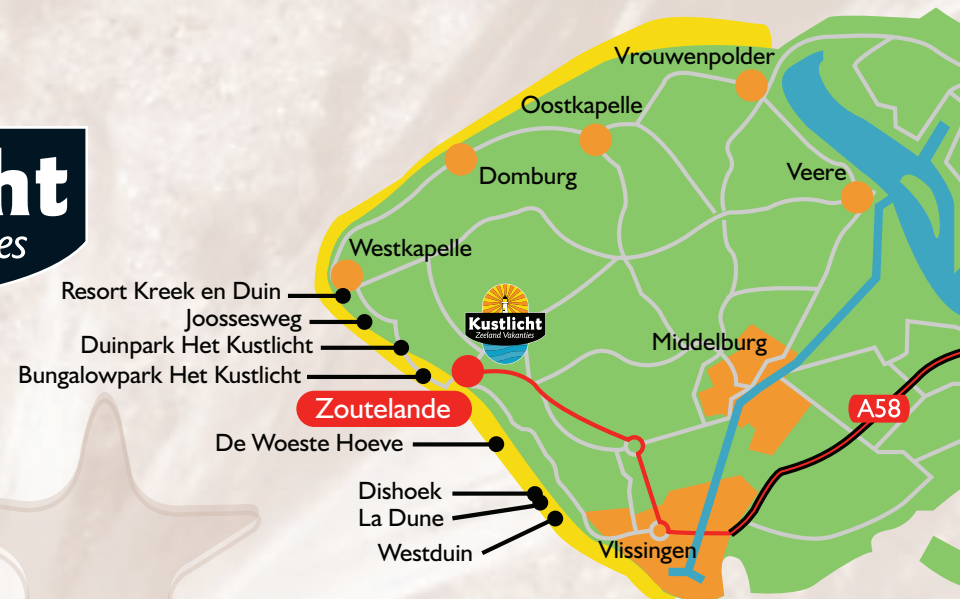 Vrouwenpolder
Oostkapelle
Domburg
Veere
ht
es
Westkapelle
Resort Kreek en Duin
Joossesweg
Duinpark Het Kustlicht
Bungalowpark Het Kustlicht
Kustlicht
Zeeland Vakanties
Middelburg
Zoutelande
A58
De Woeste Hoeve
Dishoek
La Dune
Westduin
Vlissingen